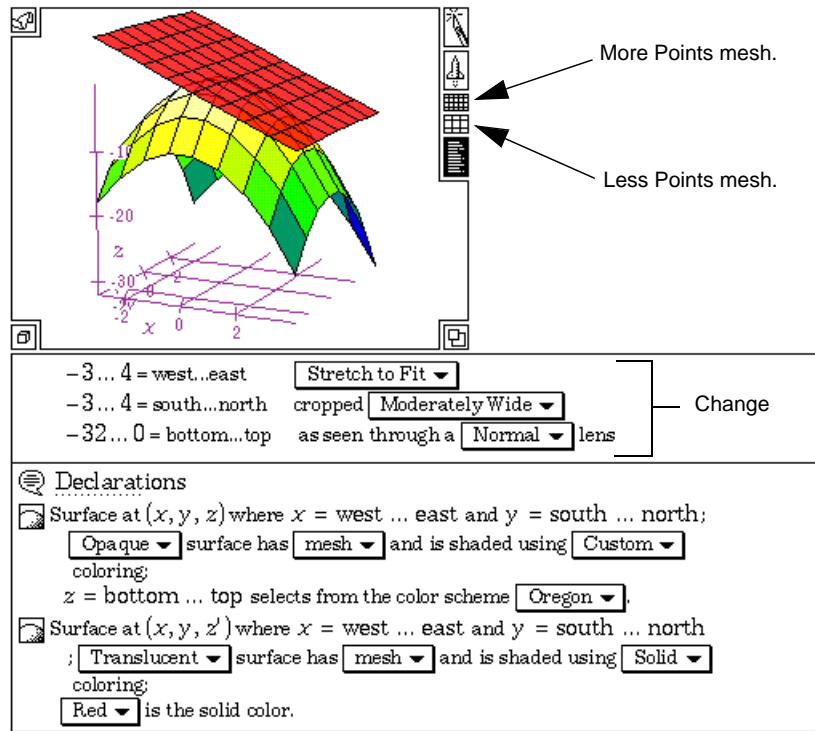 More Points mesh.
Less Points mesh.
-10
-20
z
-30
-2
0
2
-2
x
0
2
−3... 4 = west...east Stretch to Fit
−3... 4 = south...north cropped Moderately Wide
−32... 0 = bottom...top as seen through a Normal lens
Change
Declarations
Surface at (x, y, z) where x = west ... east and y = south ... north;
Opaque surface has mesh and is shaded using Custom
coloring;
z = bottom ... top selects from the color scheme Oregon.
Surface at (x, y, z') where x = west ... east and y = south ... north
; Translucent surface has mesh and is shaded using Solid
coloring;
Red is the solid color.